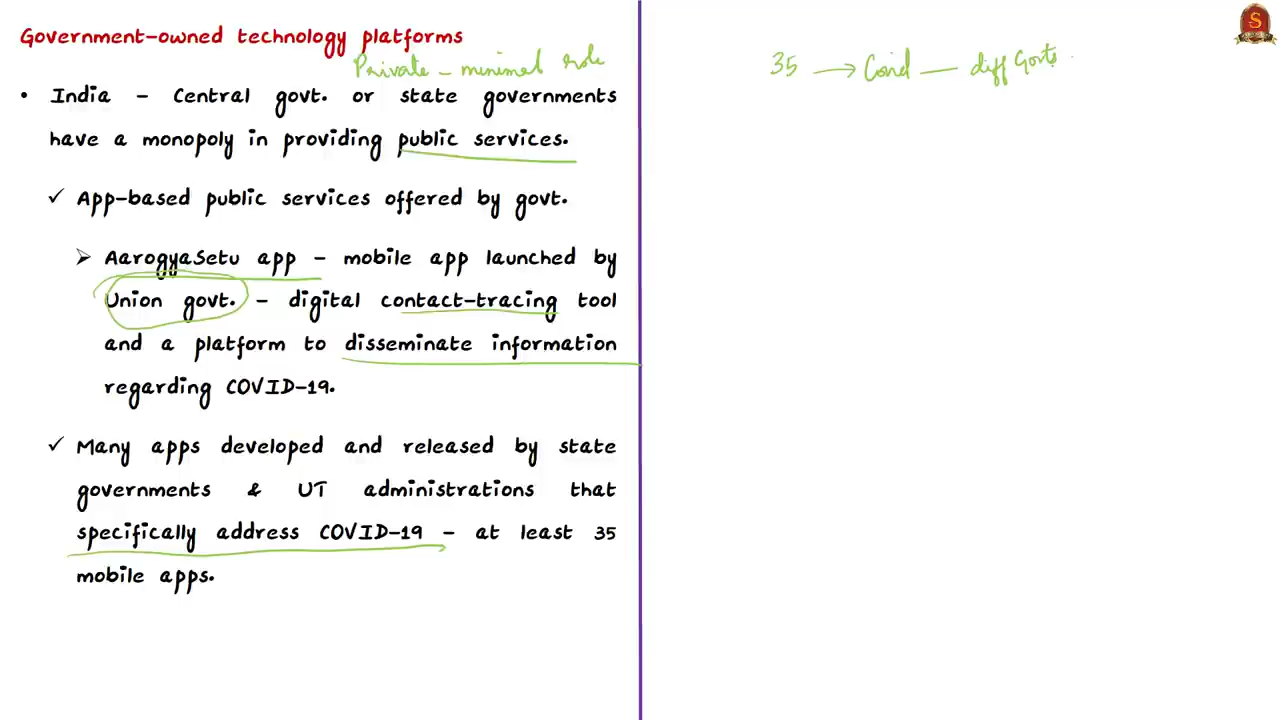 Government-owned technology platforms
Private - minimal role
• India - Central govt. or state governments
have a monopoly in providing public services.
✓ App-based public services offered by govt.
➢ AarogyaSetu app - mobile app launched by
Union govt. - digital contact-tracing tool
and a platform to disseminate information
regarding COVID-19.
✓ Many apps developed and released by state
governments & UT administrations that
specifically address COVID-19 - at least 35
mobile apps.
35 → Covid — diff Govts
S